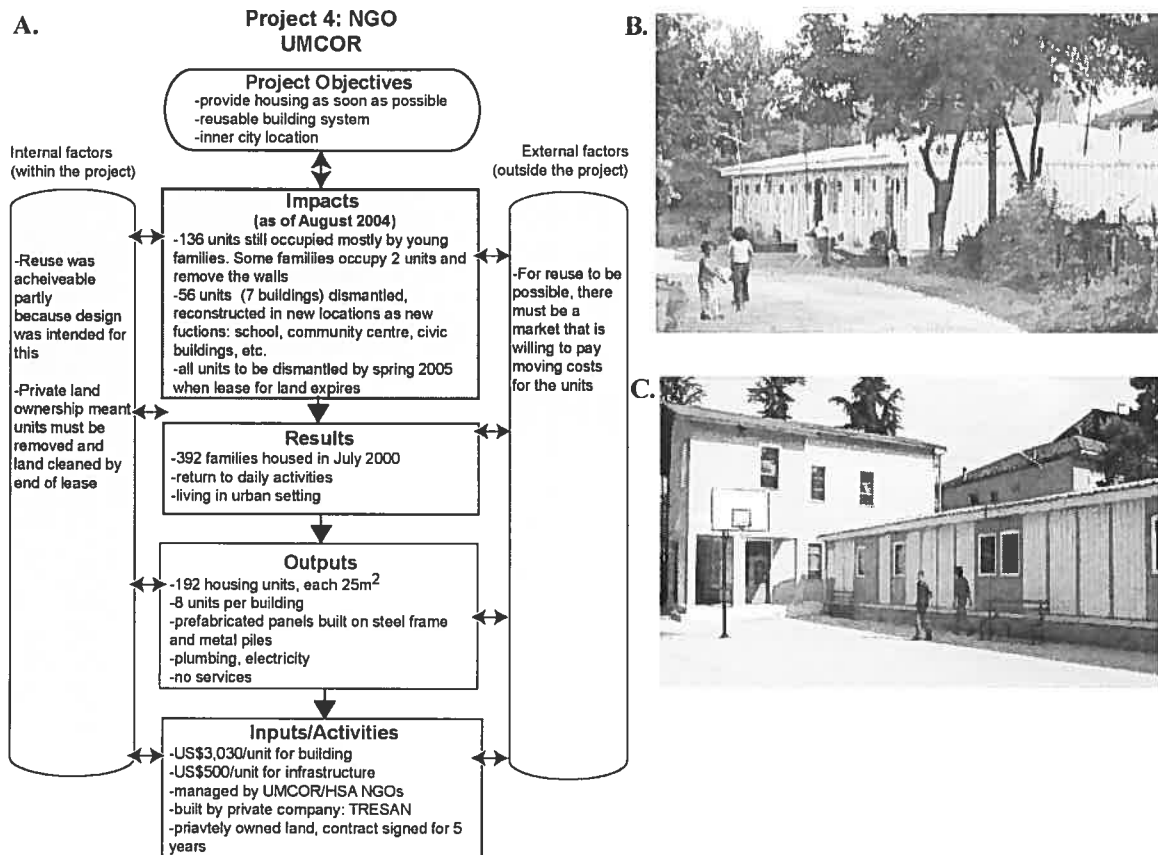 A.
Project 4: NGO
UMCOR
Project Objectives
-provide housing as soon as possible
-reusable building system
-inner city location
Internal factors
(within the project)
External factors
(outside the project)
Impacts
(as of August 2004)
-136 units still occupied mostly by young
families. Some familiies occupy 2 units and
remove the walls
-56 units (7 buildings) dismantled,
reconstructed in new locations as new
fuctions: school, community centre, civic
buildings, etc.
-all units to be dismantled by spring 2005
when lease for land expires
-Reuse was
acheiveable
partly
because design
was intended for
this
-Private land
ownership meant
units must be
removed and
land cleaned by
end of lease
-For reuse to be
possible, there
must be a
market that is
willing to pay
moving costs
for the units
Results
-392 families housed in July 2000
-return to daily activities
-living in urban setting
Outputs
-192 housing units, each 25m²
-8 units per building
-prefabricated panels built on steel frame
and metal piles
-plumbing, electricity
-no services
Inputs/Activities
-US$3,030/unit for building
-US$500/unit for infrastructure
-managed by UMCOR/HSA NGOs
-built by private company: TRESAN
-priavtely owned land, contract signed for 5
years
B.
C.